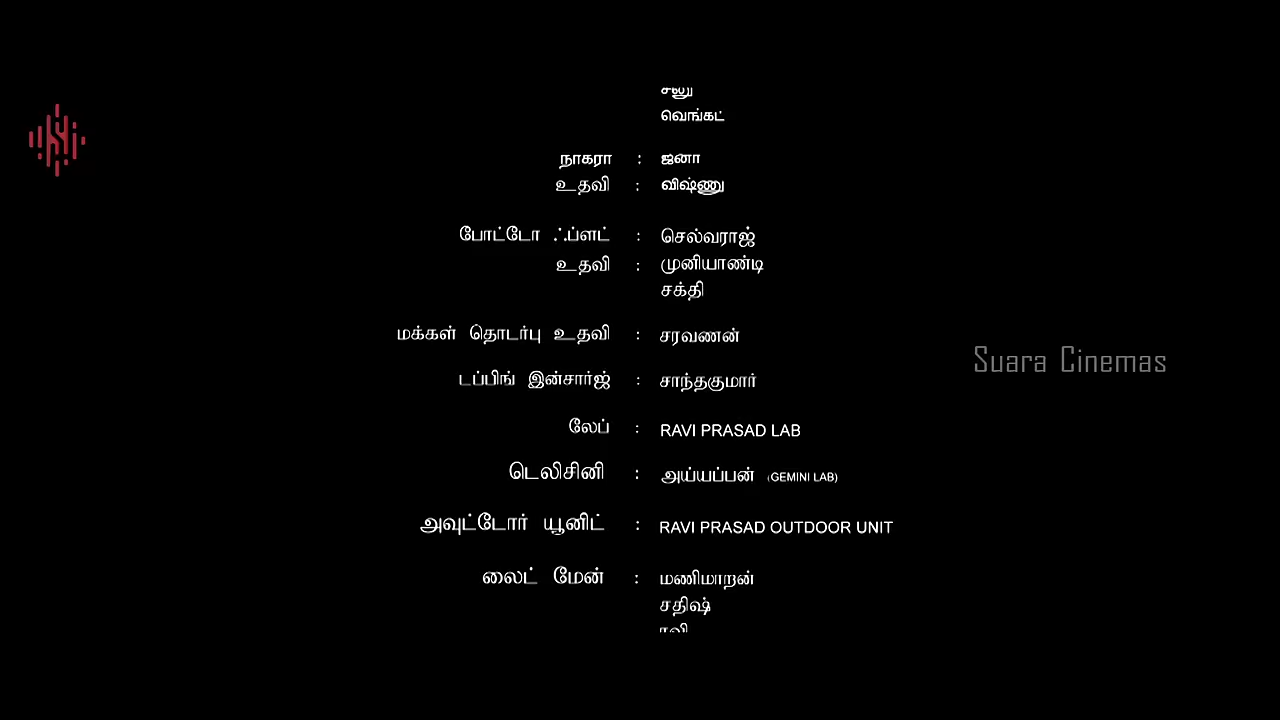 வெங்கட்
நாகரா : ஜனா
உதவி : விஷ்ணு
போட்டோ ஃப்ளட் : செல்வராஜ்
உதவி : முனியாண்டி
சக்தி
மக்கள் தொடர்பு உதவி : சரவணன்
டப்பிங் இன்சார்ஜ் : சாந்தகுமார்
Suara Cinemas
லேப் : RAVI PRASAD LAB
டெலிசினி : அய்யப்பன் (GEMINI LAB)
அவுட்டோர் யூனிட் : RAVI PRASAD OUTDOOR UNIT
லைட் மேன் : மணிமாறன்
சதிஷ்
ரவி